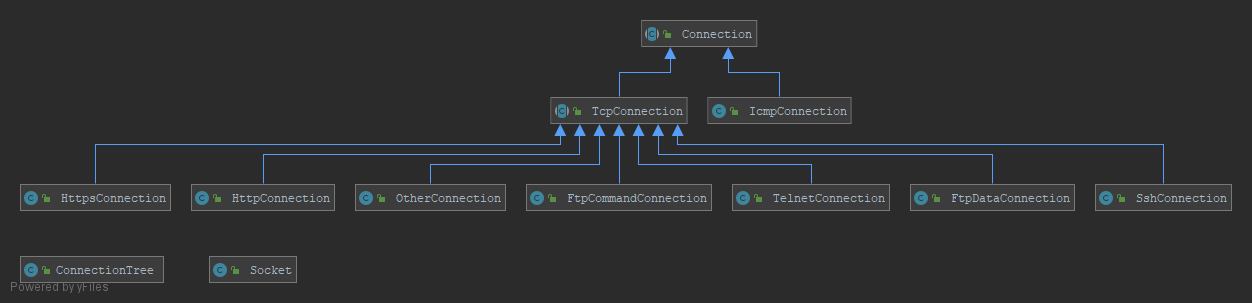 Connection
TcpConnection
IcmpConnection
HttpsConnection
HttpConnection
OtherConnection
FtpCommandConnection
TelnetConnection
FtpDataConnection
SshConnection
ConnectionTree
Socket
Powered by yFiles